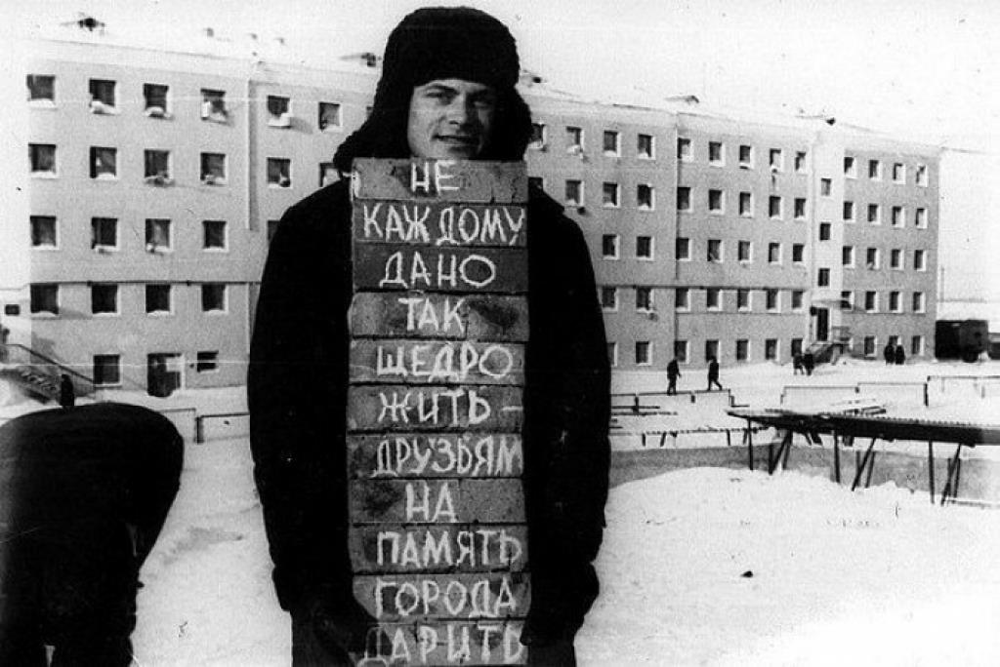 НЕ
КАЖДОМУ
ДАНО
ТАК
ЩЕДРО
ЖИТЬ –
ДРУЗЬЯМ
НА
ПАМЯТЬ
ГОРОДА
ДАРИТЬ